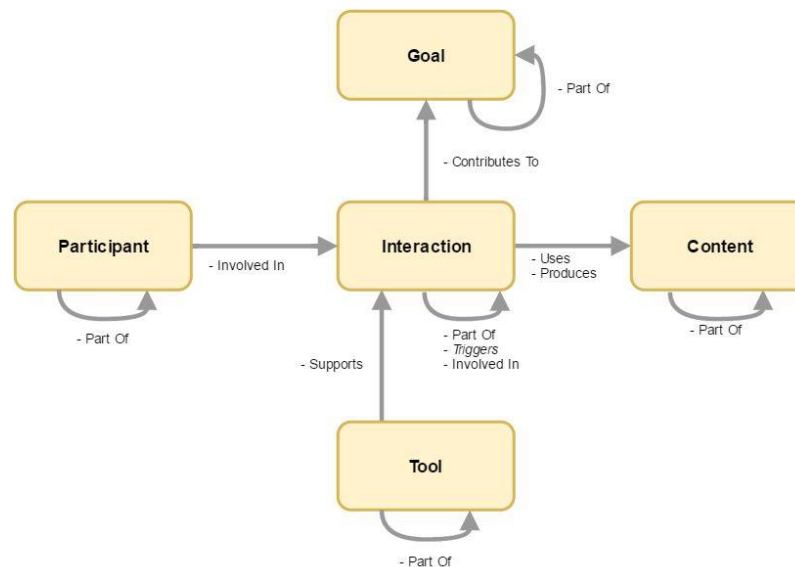 Goal
- Part Of
- Contributes To
Participant
Interaction
Content
- Involved In
- Uses
- Produces
- Part Of
- Part Of
- Triggers
- Involved In
- Part Of
- Supports
Tool
- Part Of